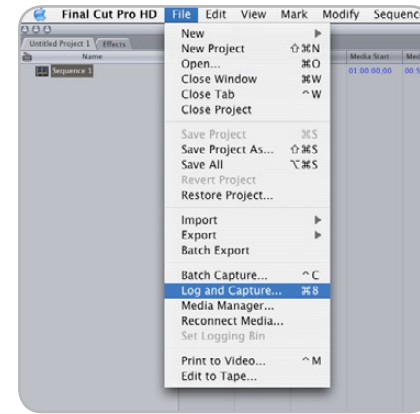 Final Cut Pro HD File Edit View Mark Modify Sequenc
Untitled Project 1 Effects
Name Media Start Med
Sequence 1 01:00:00;00 00:5
New
New Project ⇧⌘N
Open... ⌘O
Close Window ⌘W
Close Tab ^W
Close Project
Save Project ⌘S
Save Project As... ⇧⌘S
Save All ⌥⌘S
Revert Project
Restore Project...
Import
Export
Batch Export
Batch Capture... ^C
Log and Capture... ⌘8
Media Manager...
Reconnect Media...
Set Logging Bin
Print to Video... ^M
Edit to Tape...